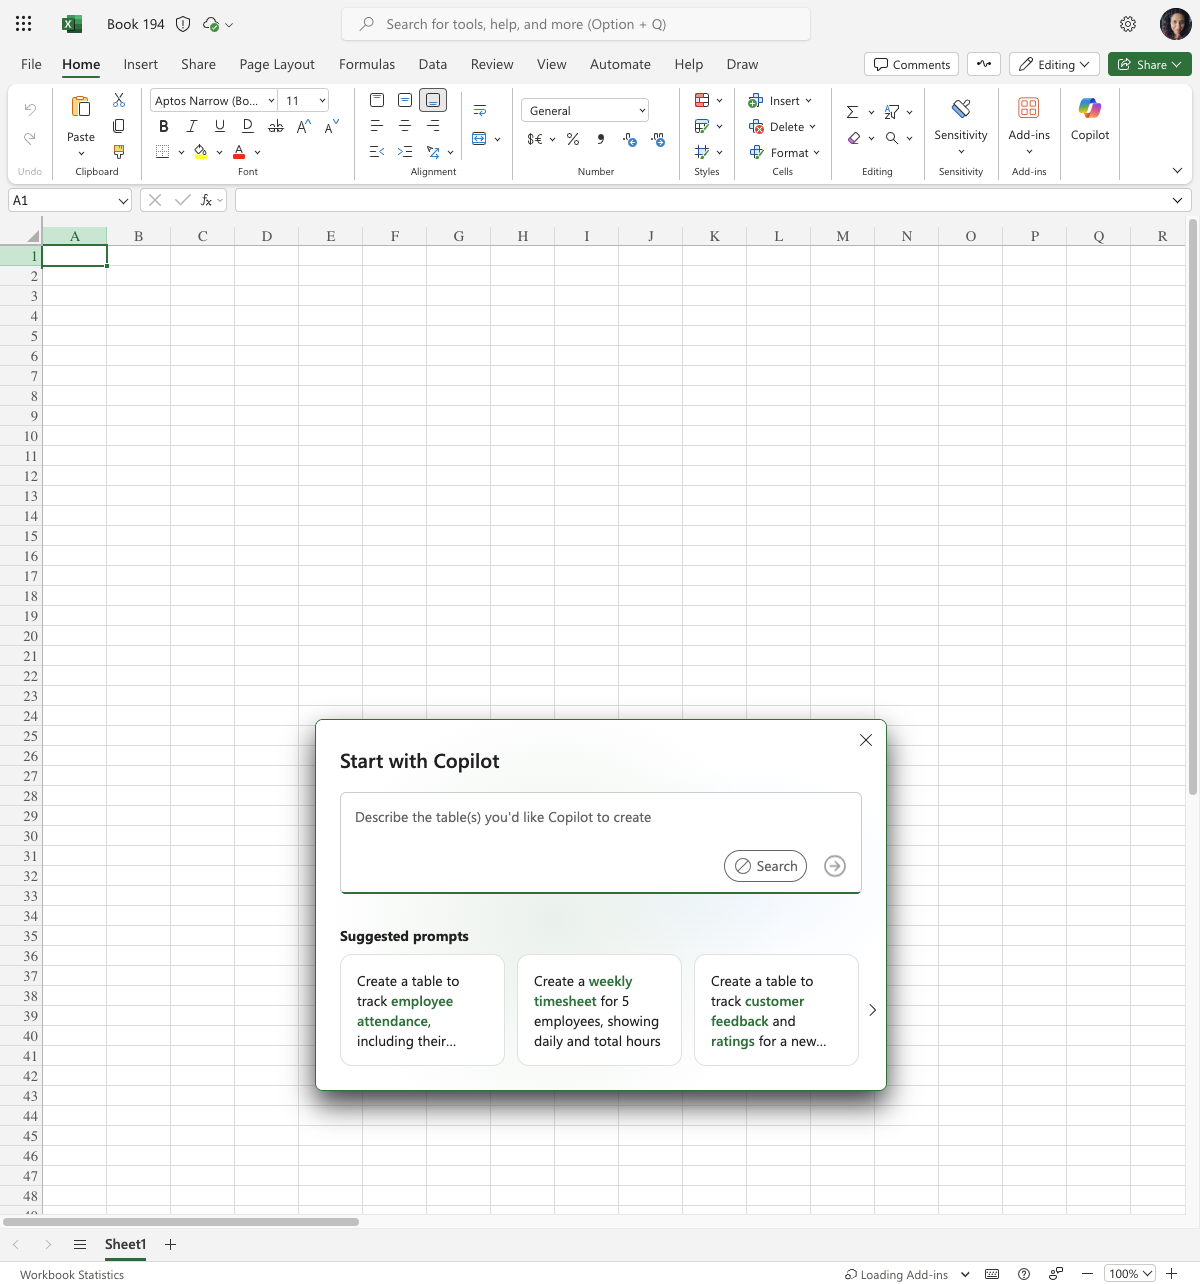 Book 194
Search for tools, help, and more (Option + Q)
File Home Insert Share Page Layout Formulas Data Review View Automate Help Draw
Comments Editing Share
Paste
Aptos Narrow (Bo... 11
B I U D ab A A
General
$€ % 9
Insert
Delete
Format
Sensitivity
Add-ins
Copilot
Undo Clipboard Font Alignment Number Styles Cells Editing Sensitivity Add-ins
A1
fx
A B C D E F G H I J K L M N O P Q R
1
2
3
4
5
6
7
8
9
10
11
12
13
14
15
16
17
18
19
20
21
22
23
24
25
26
27
28
29
30
31
32
33
34
35
36
37
38
39
40
41
42
43
44
45
46
47
48
49
Start with Copilot
Describe the table(s) you'd like Copilot to create
Search
Suggested prompts
Create a table to
track employee
attendance,
including their...
Create a weekly
timesheet for 5
employees, showing
daily and total hours
Create a table to
track customer
feedback and
ratings for a new...
Sheet1
Workbook Statistics
Loading Add-ins
100%